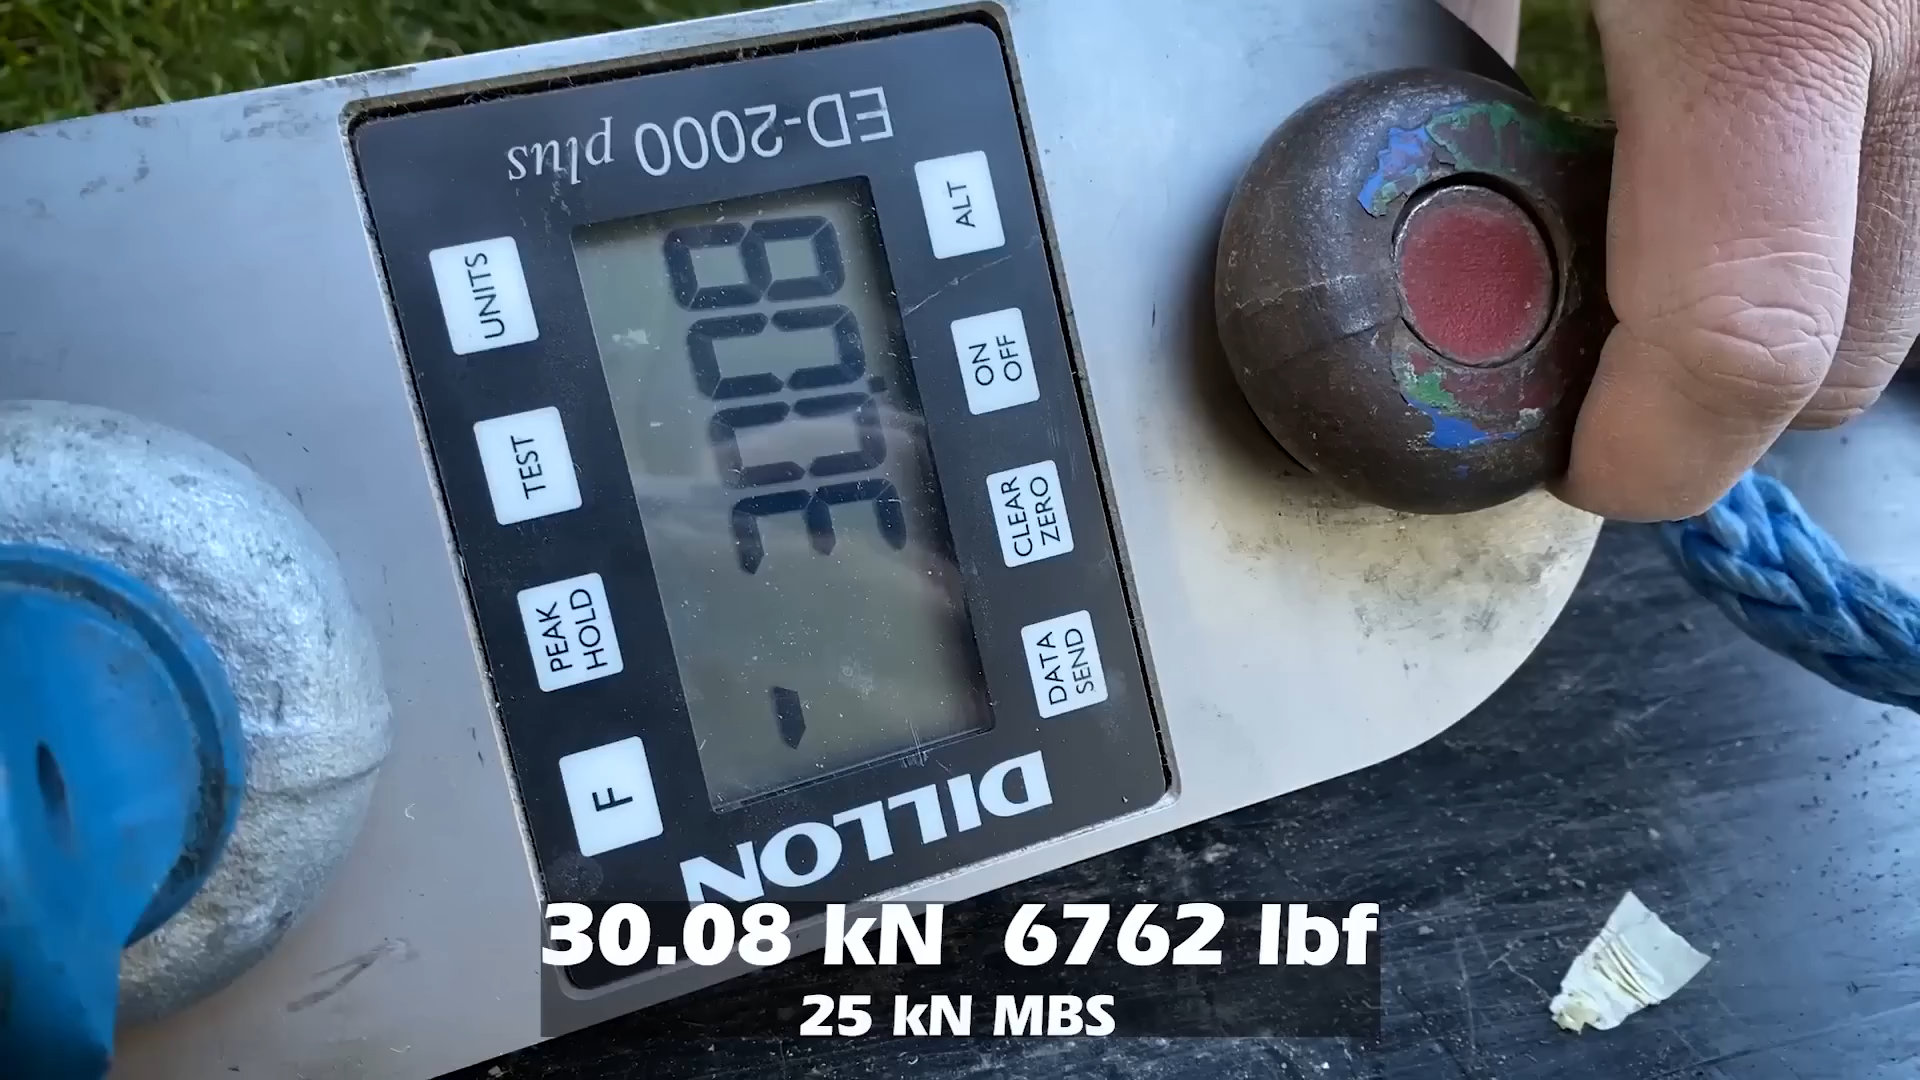 ED-2000 plus
UNITS
ALT
30.08
ON
OFF
TEST
CLEAR
ZERO
PEAK
HOLD
DATA
SEND
F
DILLON
30.08 kN 6762 lbf
25 kN MBS